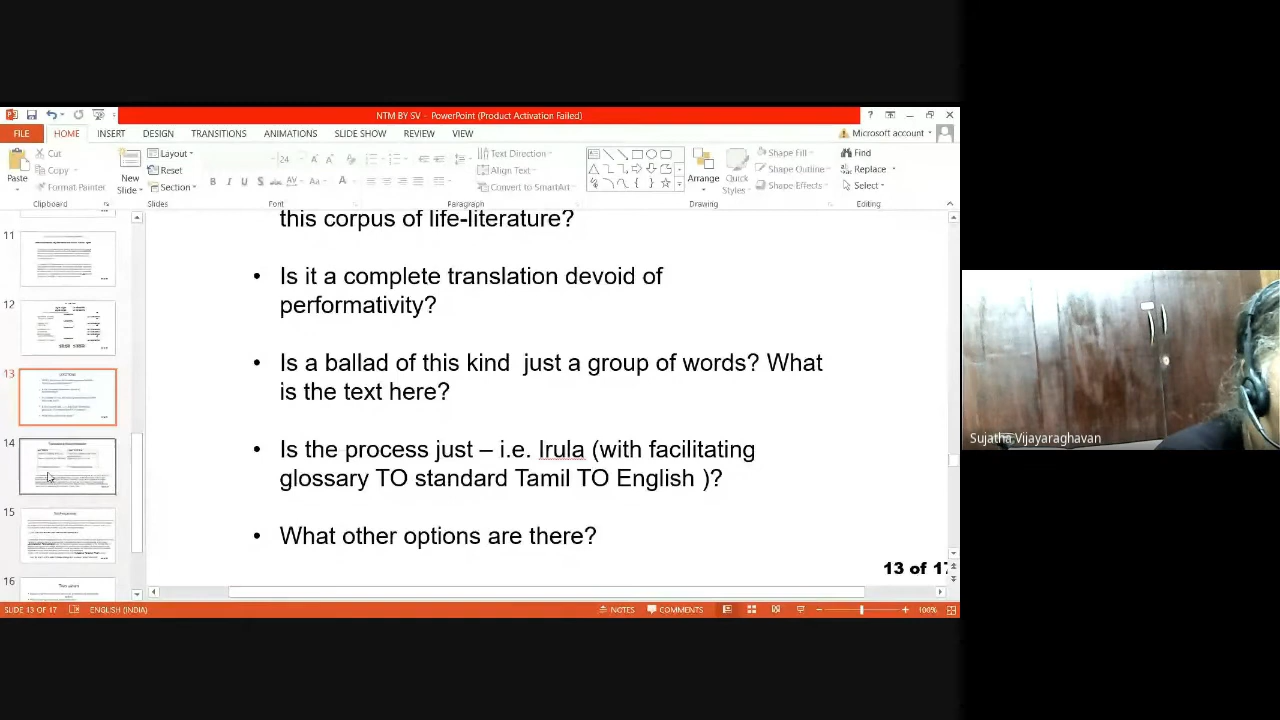 NTM BY SV - PowerPoint (Product Activation Failed)
FILE HOME INSERT DESIGN TRANSITIONS ANIMATIONS SLIDE SHOW REVIEW VIEW Microsoft account
Paste Cut Copy Format Painter
Clipboard
New Slide Layout Reset Section
Slides
24
Font
Text Direction Align Text Convert to SmartArt
Paragraph
Arrange Quick Styles Shape Fill Shape Outline Shape Effects
Drawing
Find Replace Select
Editing
this corpus of life-literature?
• Is it a complete translation devoid of
performativity?
• Is a ballad of this kind just a group of words? What
is the text here?
• Is the process just – i.e. Irula (with facilitating
glossary TO standard Tamil TO English )?
• What other options are there?
13 of 17
11
12
13
14
15
16
SLIDE 13 OF 17 ENGLISH (INDIA) NOTES COMMENTS 100%
Sujatha Vijayaraghavan